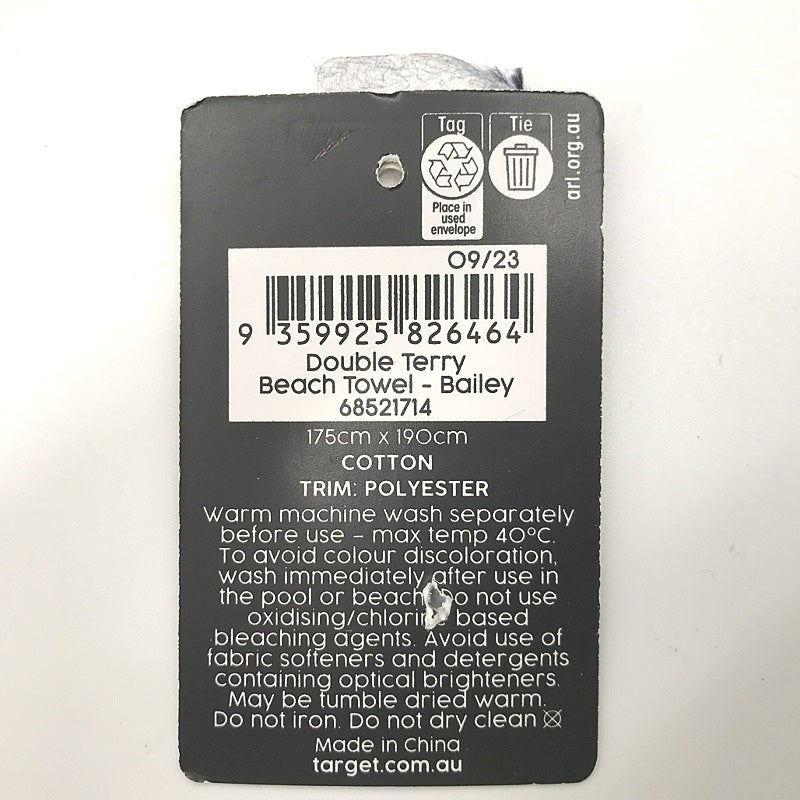 Tag
Tie
arl.org.au
Place in
used
envelope
09/23
9 359925 826464
Double Terry
Beach Towel - Bailey
68521714
175cm x 190cm
COTTON
TRIM: POLYESTER
Warm machine wash separately
before use – max temp 40°C.
To avoid colour discoloration,
wash immediately after use in
the pool or beach. Do not use
oxidising/chlorine based
bleaching agents. Avoid use of
fabric softeners and detergents
containing optical brighteners.
May be tumble dried warm.
Do not iron. Do not dry clean
Made in China
target.com.au